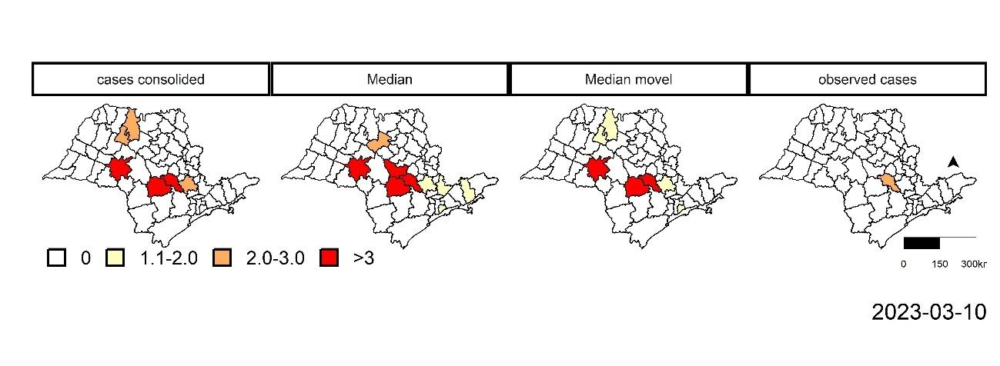 cases consolided
Median
Median movel
observed cases
0 1.1-2.0 2.0-3.0 >3
0 150 300kr
2023-03-10